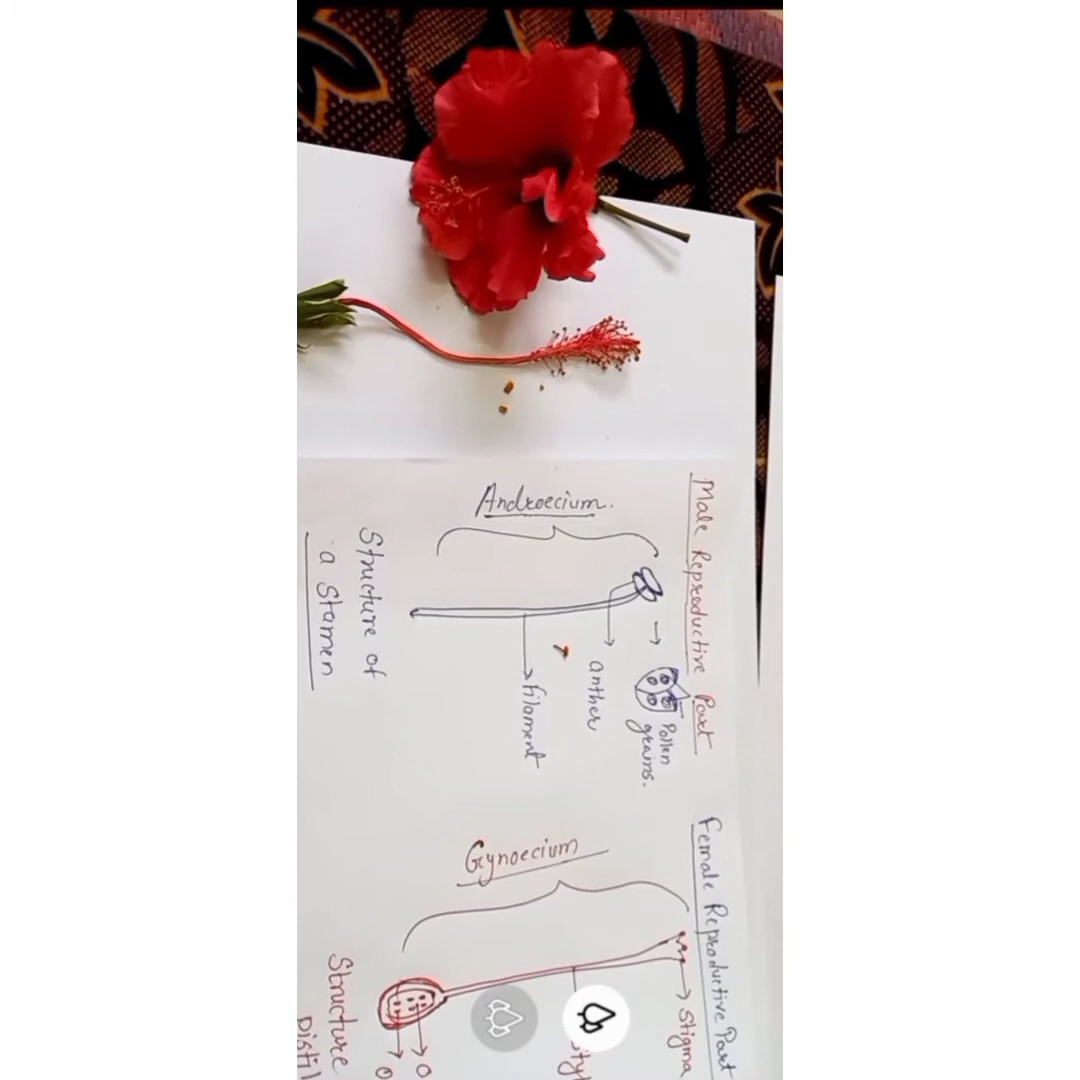 Male Reproductive Part
Androecium.
Pollen
grains.
anther
filament
Structure of
a Stamen
Female Reproductive Part
Gynoecium
Stigma
Structure